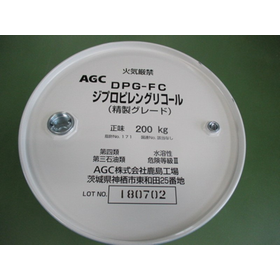 火気厳禁
AGC DPG-FC
ジプロピレングリコール
(精製グレード)
正味 200 kg
第四類 水溶性
第三石油類 危険等級Ⅲ
AGC株式会社鹿島工場
茨城県神栖市東和田25番地
LOT NO. 180702